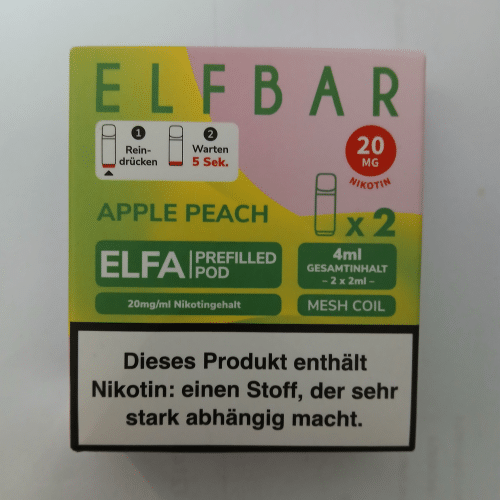 ELFBAR
1
Rein-
drücken
2
Warten
5 Sek.
20
MG
NIKOTIN
APPLE PEACH
x 2
ELFA PREFILLED
POD
4ml
GESAMTINHALT
– 2 x 2ml –
20mg/ml Nikotingehalt
MESH COIL
Dieses Produkt enthält
Nikotin: einen Stoff, der sehr
stark abhängig macht.